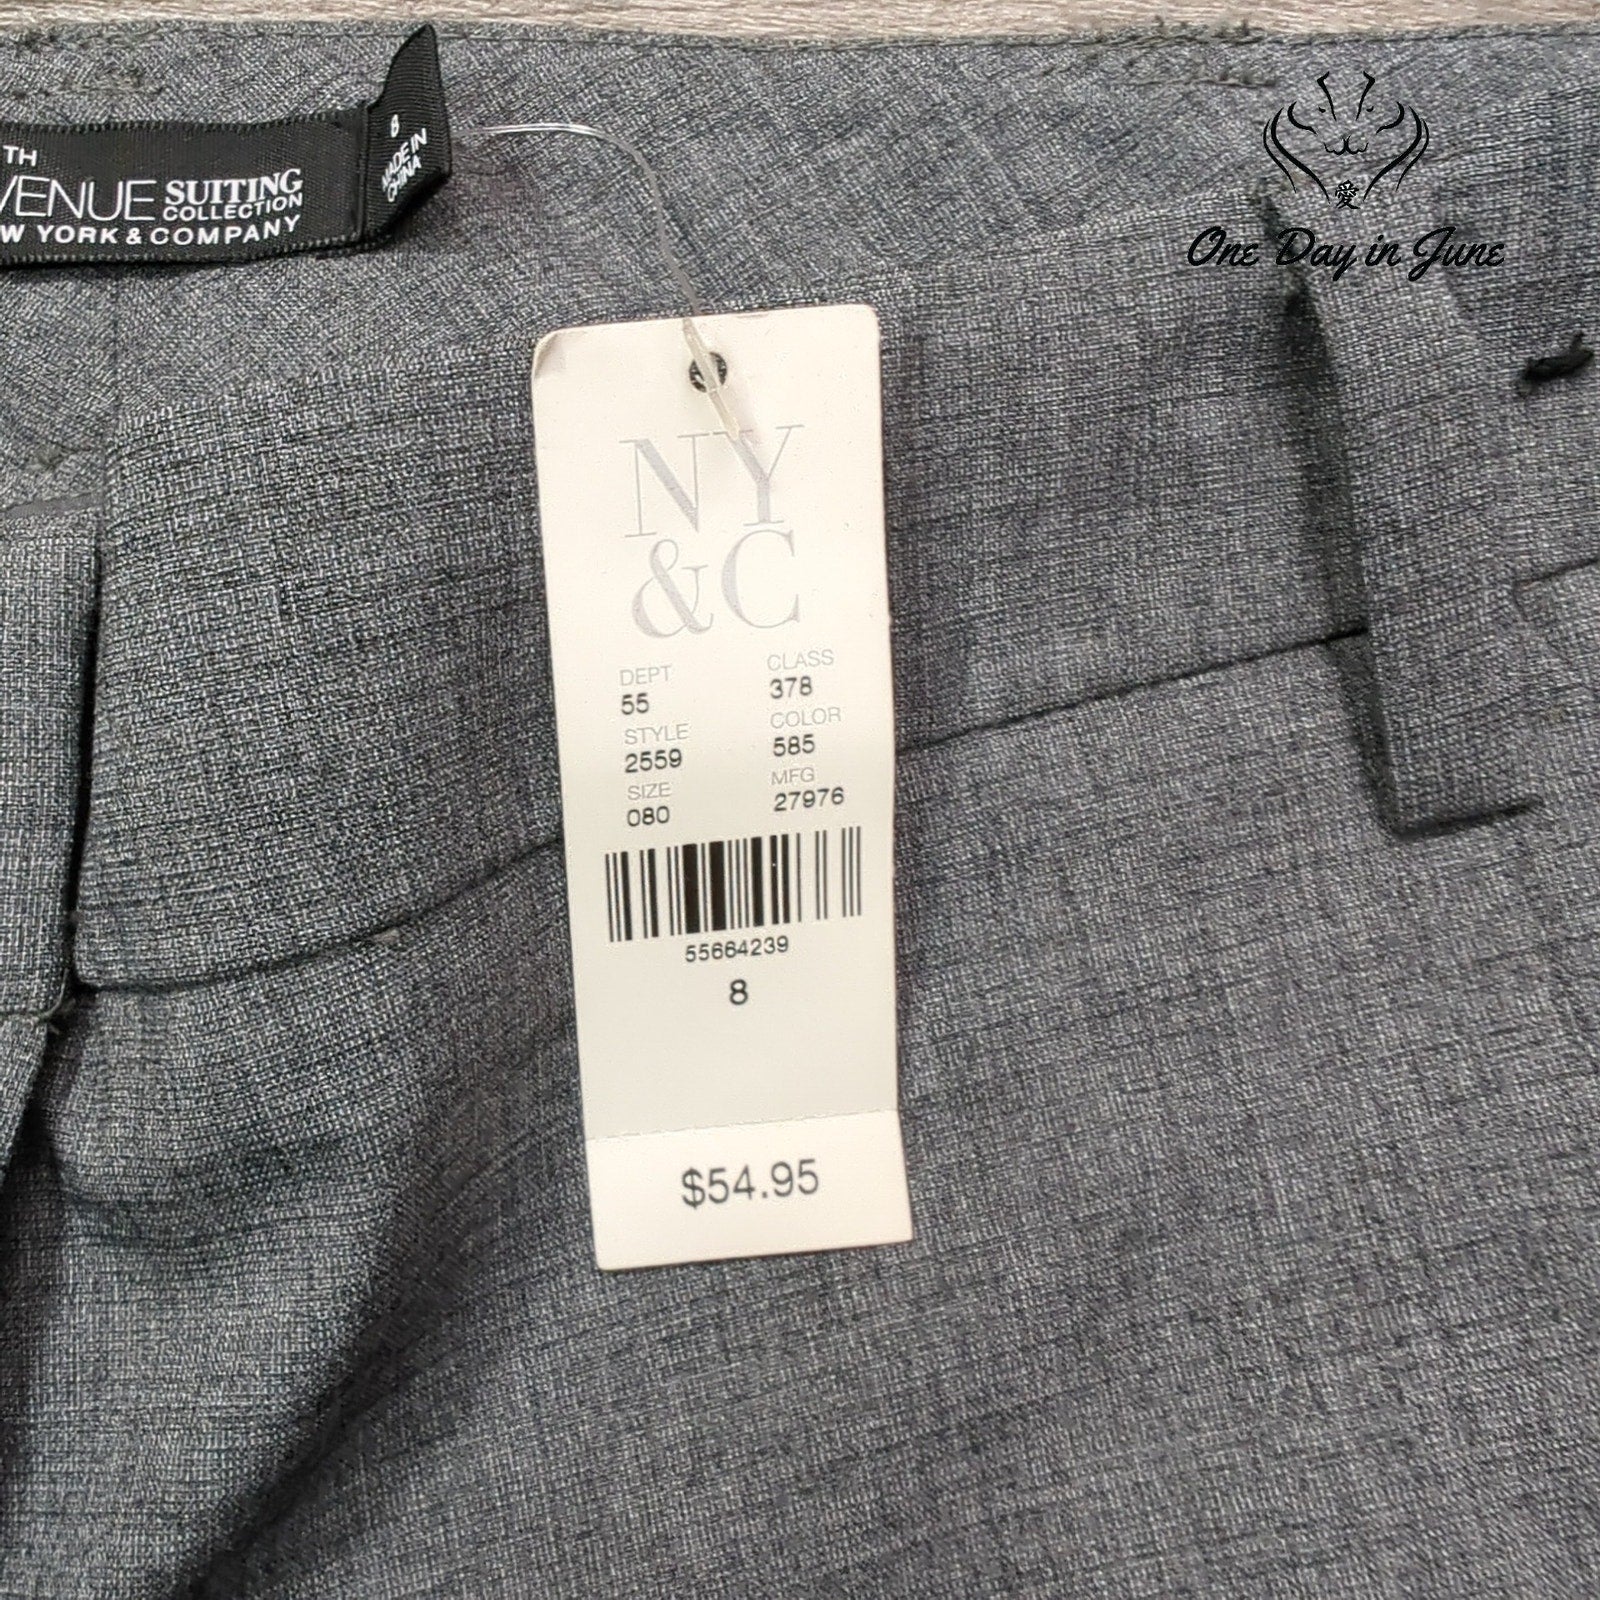 TH
VENUE SUITING
COLLECTION
W YORK & COMPANY
8
MADE IN
CHINA
愛
One Day in June
NY
&C
DEPT CLASS
55 378
STYLE COLOR
2559 585
SIZE MFG
080 27976
55664239
8
$54.95